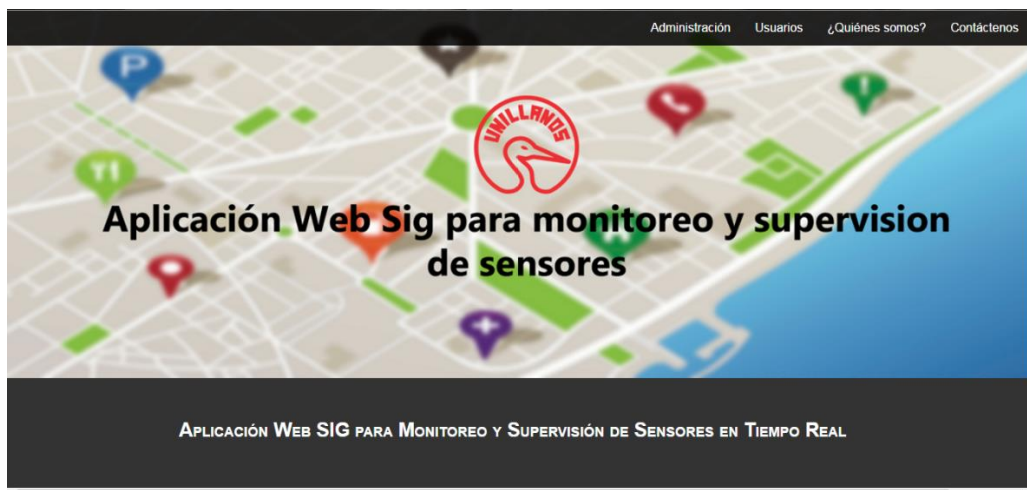 Administración Usuarios ¿Quiénes somos? Contáctenos
P
UNILLANOS
Aplicación Web Sig para monitoreo y supervision
de sensores
APLICACIÓN WEB SIG PARA MONITOREO Y SUPERVISIÓN DE SENSORES EN TIEMPO REAL